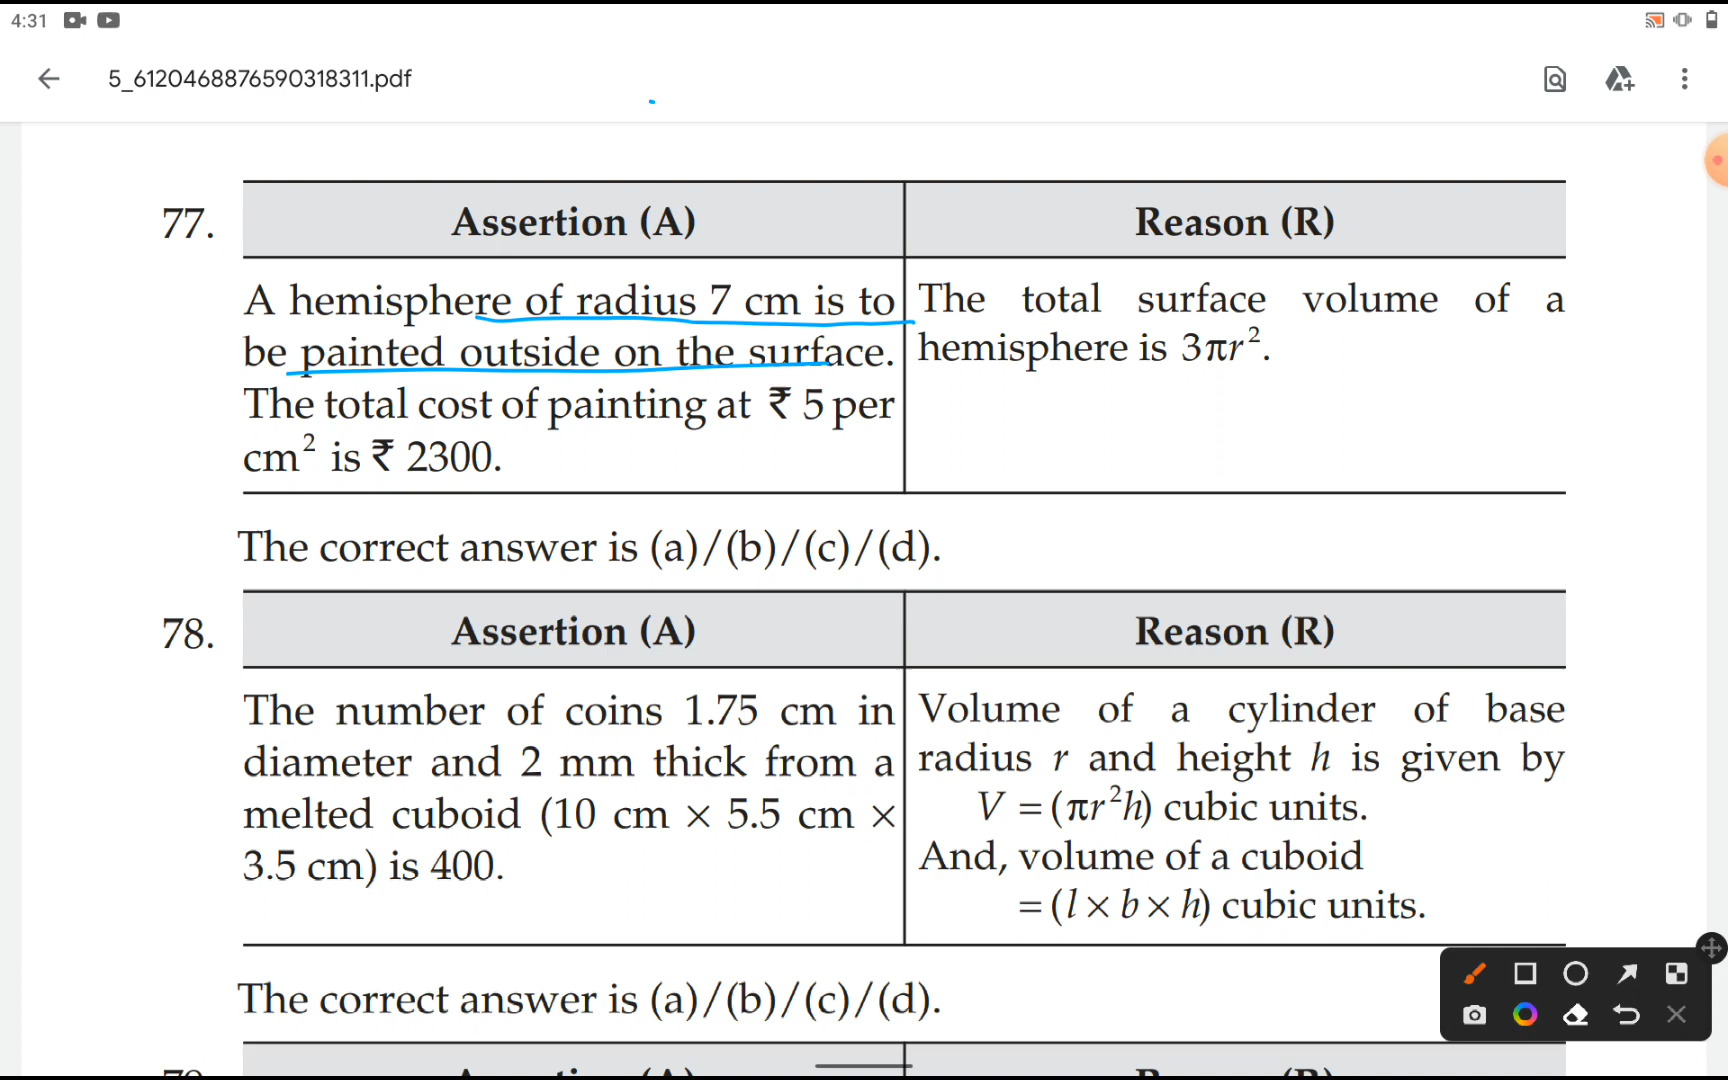 4:31
5_6120468876590318311.pdf
77.
Assertion (A)
Reason (R)
A hemisphere of radius 7 cm is to
be painted outside on the surface.
The total cost of painting at ₹ 5 per
cm² is ₹ 2300.
The total surface volume of a
hemisphere is 3πr².
The correct answer is (a)/(b)/(c)/(d).
78.
Assertion (A)
Reason (R)
The number of coins 1.75 cm in
diameter and 2 mm thick from a
melted cuboid (10 cm × 5.5 cm ×
3.5 cm) is 400.
Volume of a cylinder of base
radius r and height h is given by
V = (πr²h) cubic units.
And, volume of a cuboid
= (l × b × h) cubic units.
The correct answer is (a)/(b)/(c)/(d).